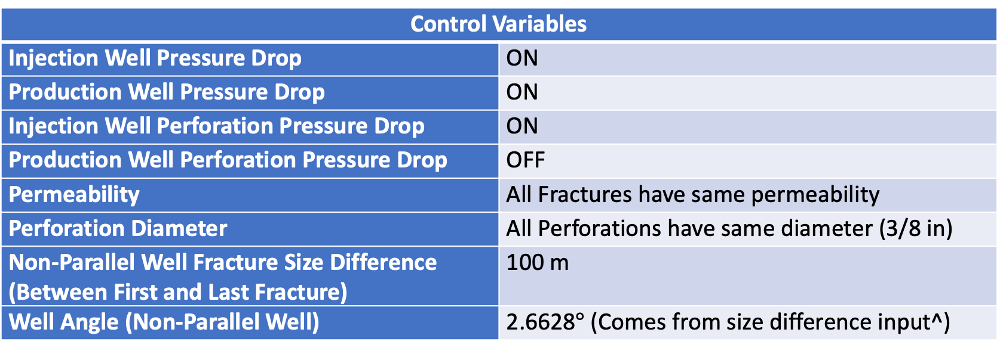 Control Variables
Injection Well Pressure Drop
ON
Production Well Pressure Drop
ON
Injection Well Perforation Pressure Drop
ON
Production Well Perforation Pressure Drop
OFF
Permeability
All Fractures have same permeability
Perforation Diameter
All Perforations have same diameter (3/8 in)
Non-Parallel Well Fracture Size Difference
(Between First and Last Fracture)
100 m
Well Angle (Non-Parallel Well)
2.6628° (Comes from size difference input^)